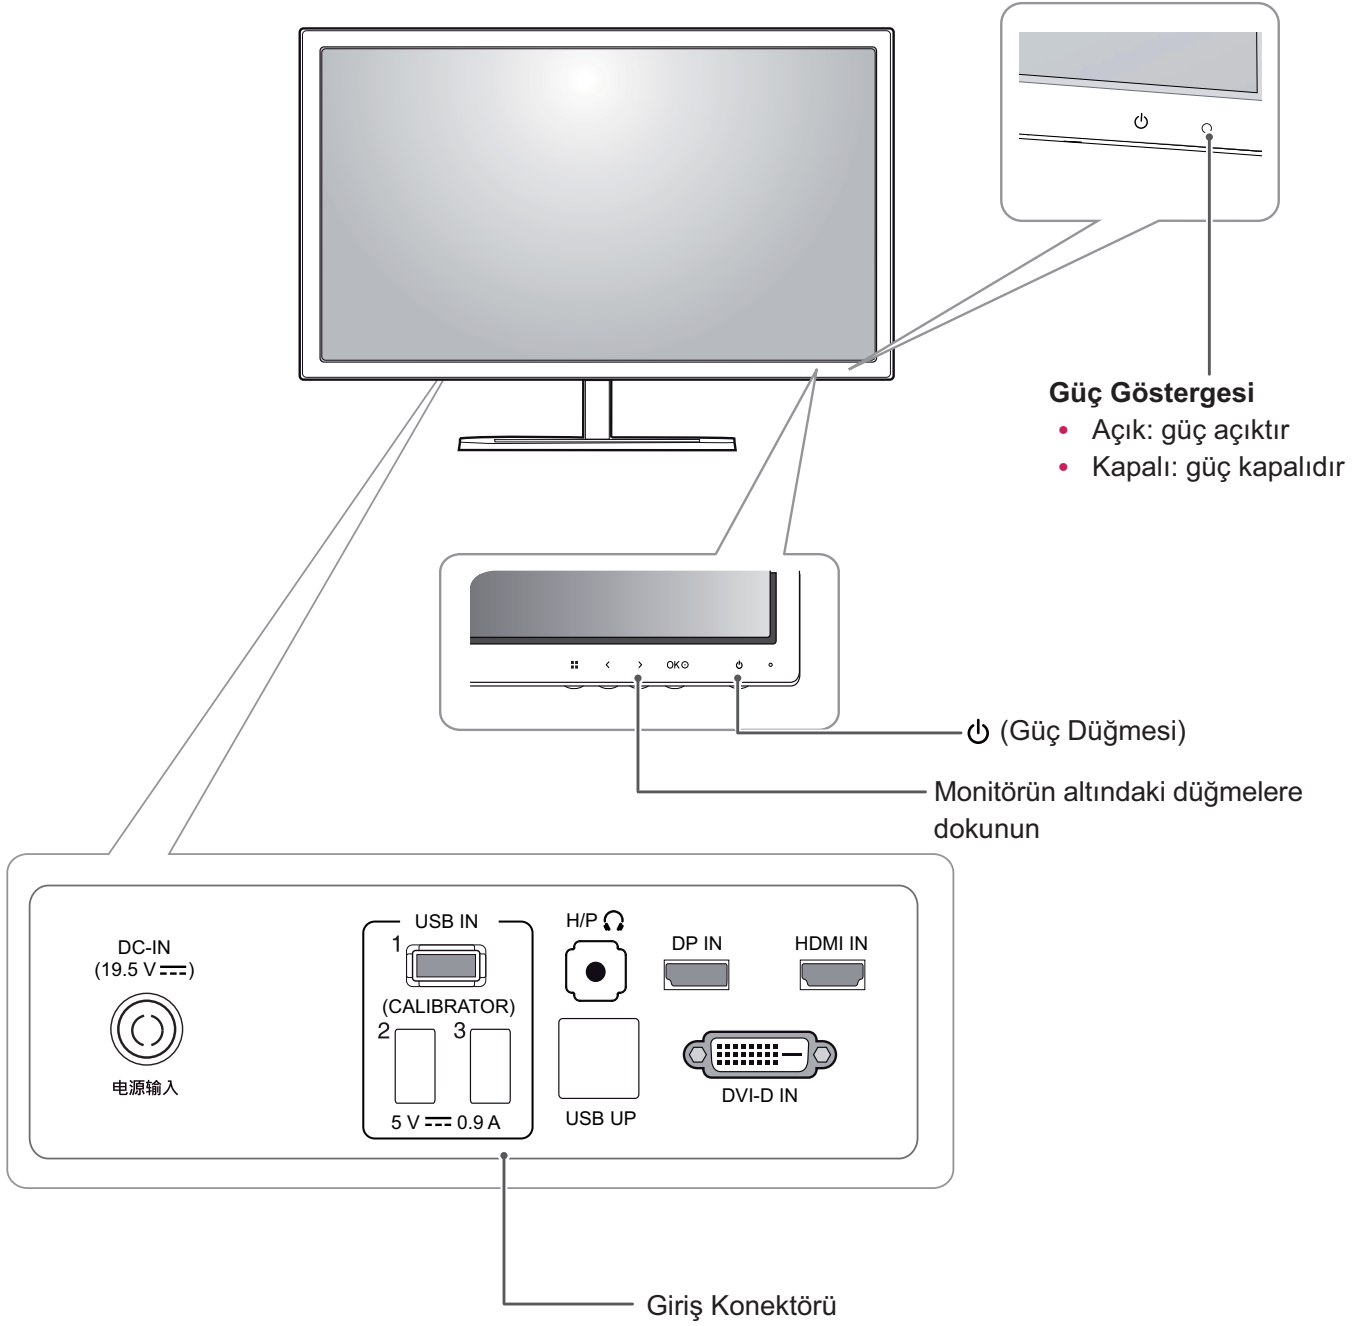 Güç Göstergesi
• Açık: güç açıktır
• Kapalı: güç kapalıdır
OK
(Güç Düğmesi)
Monitörün altındaki düğmelere
dokunun
DC-IN
(19.5 V ⎓)
电源输入
USB IN
1
(CALIBRATOR)
2 3
5 V ⎓ 0.9 A
H/P
USB UP
DP IN
HDMI IN
DVI-D IN
Giriş Konektörü